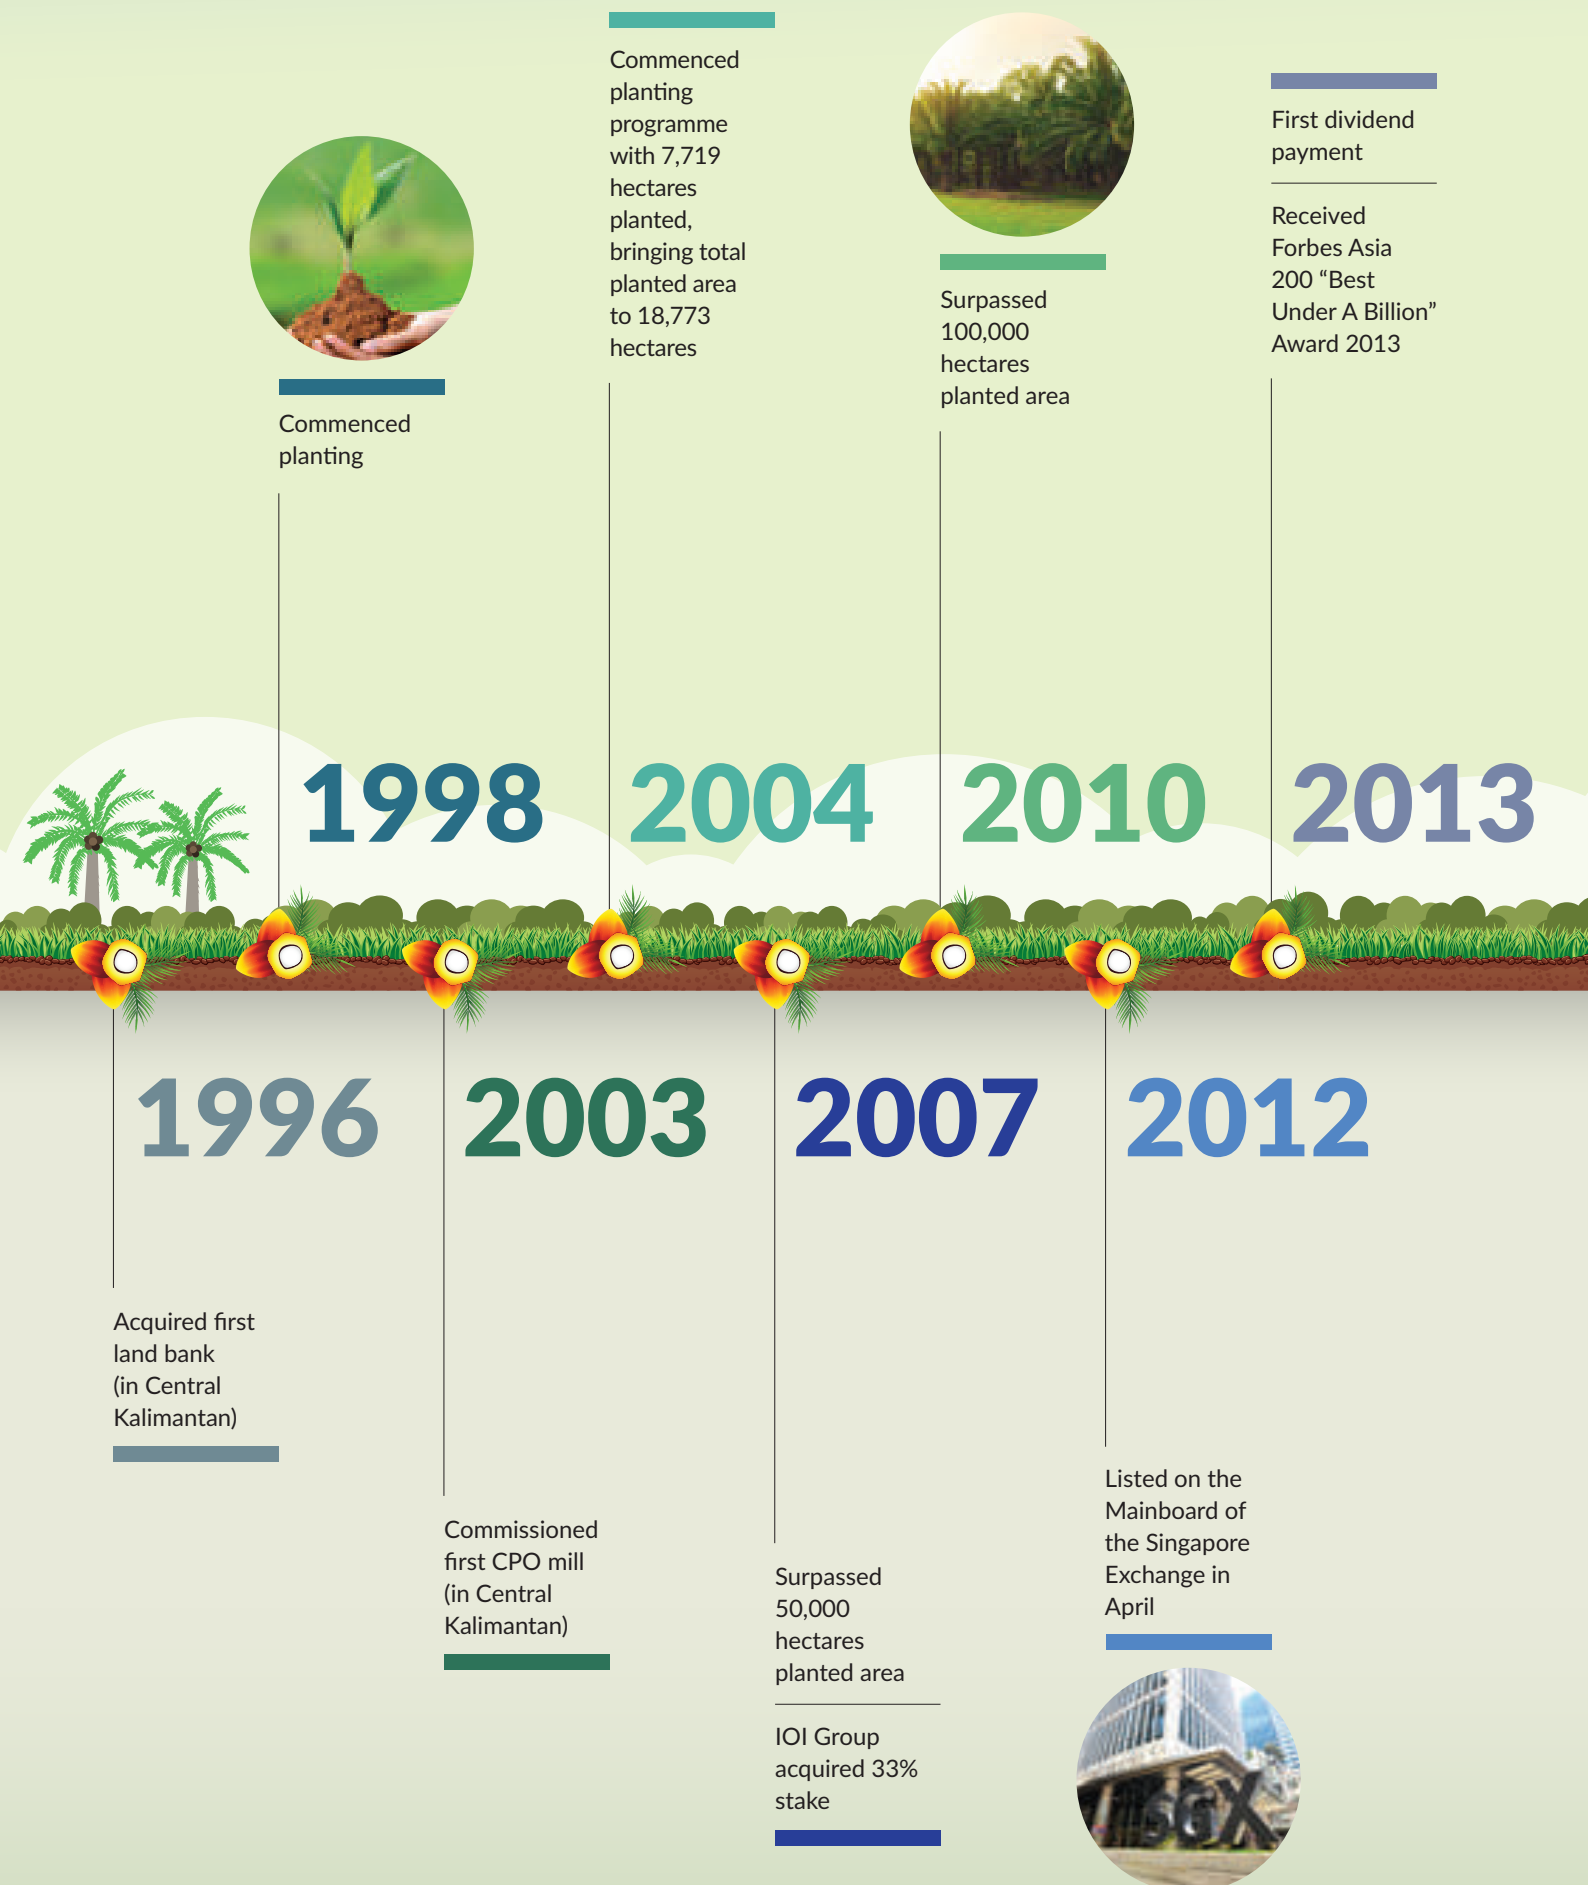 Commenced
planting
1998
Commenced
planting
programme
with 7,719
hectares
planted,
bringing total
planted area
to 18,773
hectares
2004
Surpassed
100,000
hectares
planted area
2010
First dividend
payment
Received
Forbes Asia
200 “Best
Under A Billion”
Award 2013
2013
1996
Acquired first
land bank
(in Central
Kalimantan)
2003
Commissioned
first CPO mill
(in Central
Kalimantan)
2007
Surpassed
50,000
hectares
planted area
IOI Group
acquired 33%
stake
2012
Listed on the
Mainboard of
the Singapore
Exchange in
April
SGX